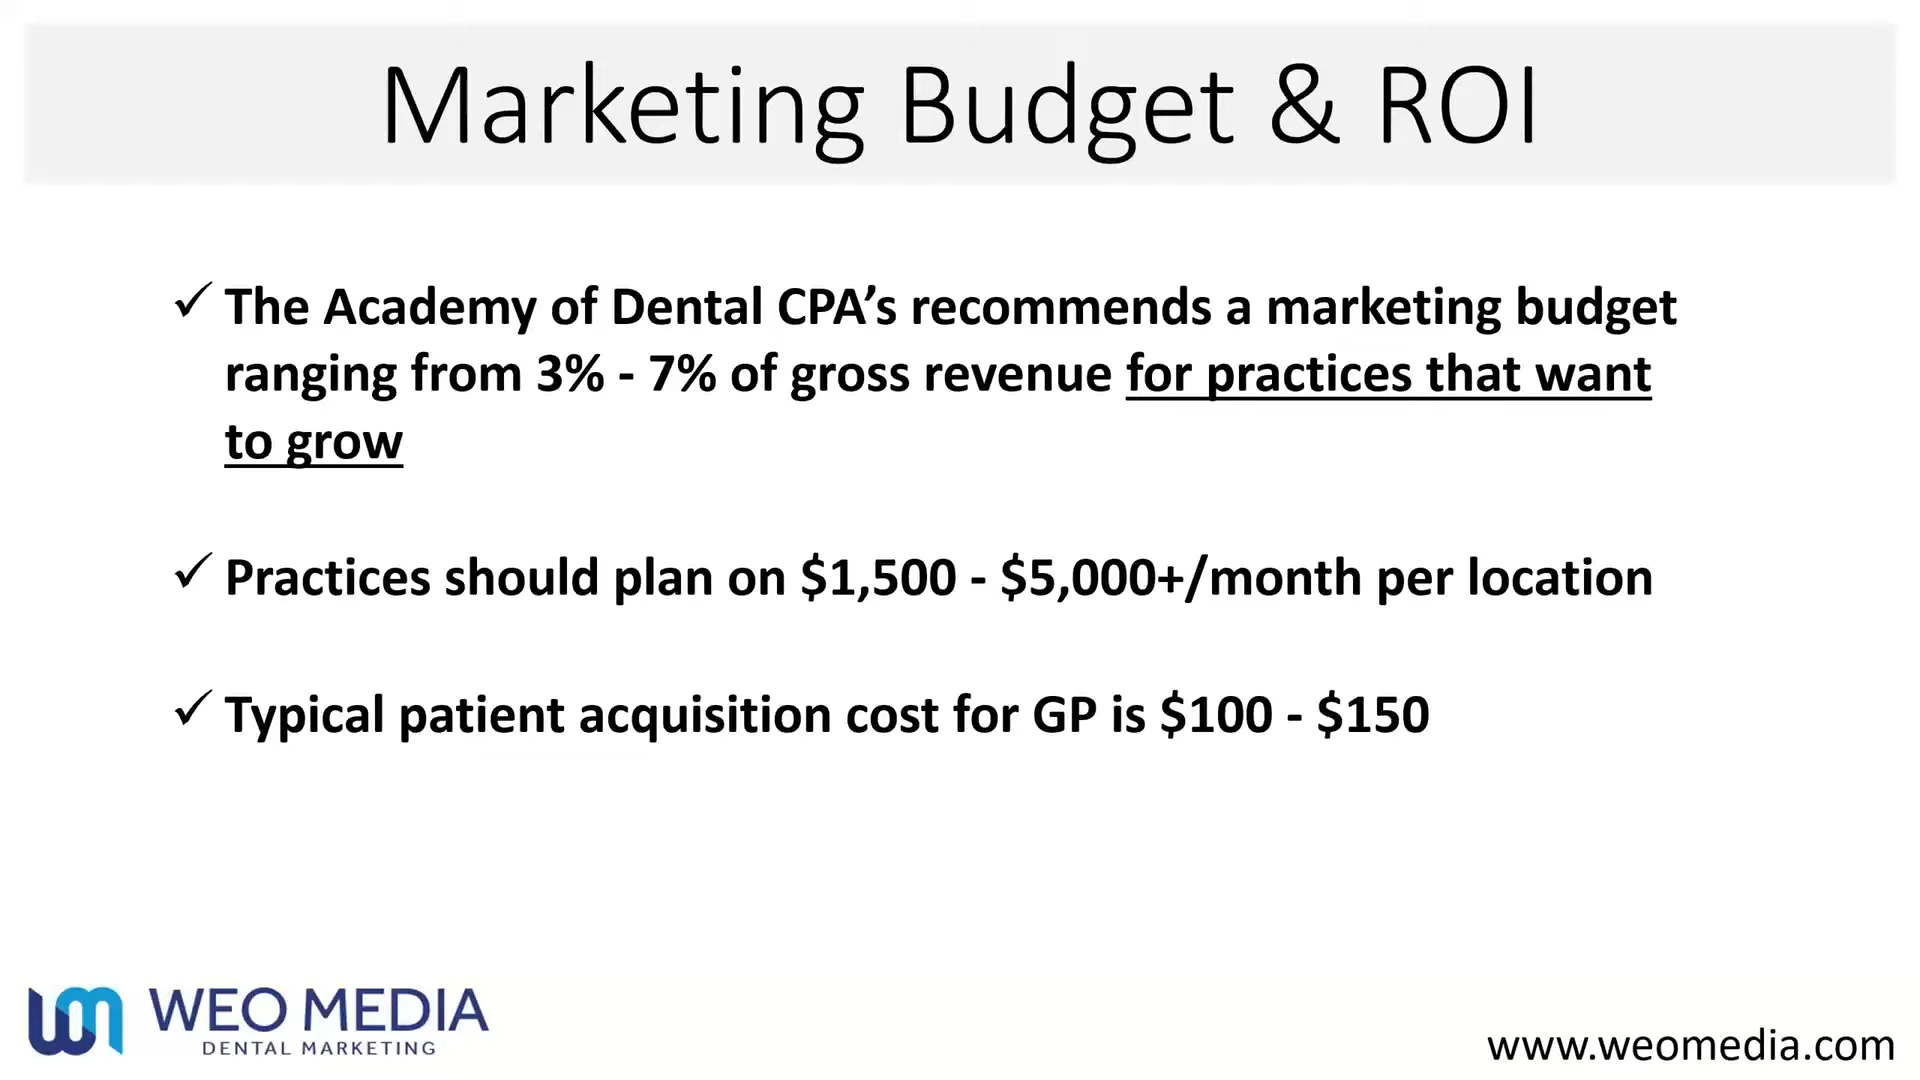 Marketing Budget & ROI
✓ The Academy of Dental CPA’s recommends a marketing budget
ranging from 3% - 7% of gross revenue for practices that want
to grow
✓ Practices should plan on $1,500 - $5,000+/month per location
✓ Typical patient acquisition cost for GP is $100 - $150
WEO MEDIA
DENTAL MARKETING
www.weomedia.com